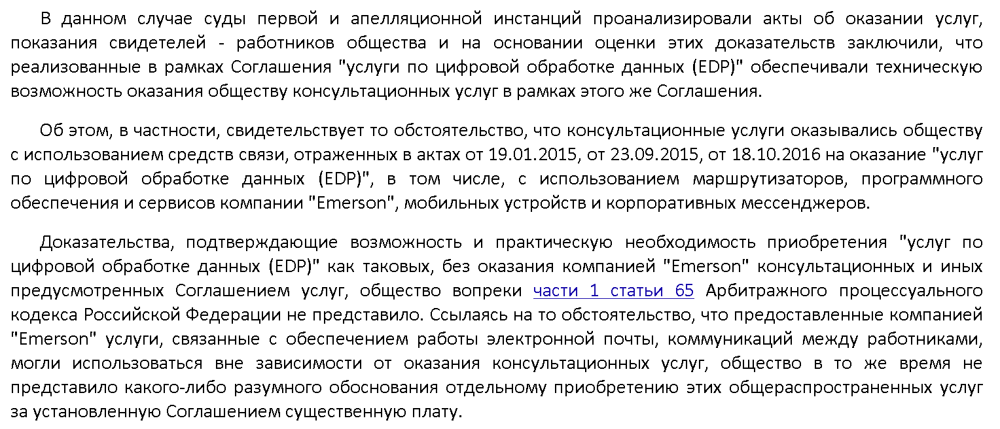 В данном случае суды первой и апелляционной инстанций проанализировали акты об оказании услуг,
показания свидетелей - работников общества и на основании оценки этих доказательств заключили, что
реализованные в рамках Соглашения "услуги по цифровой обработке данных (EDP)" обеспечивали техническую
возможность оказания обществу консультационных услуг в рамках этого же Соглашения.
Об этом, в частности, свидетельствует то обстоятельство, что консультационные услуги оказывались обществу
с использованием средств связи, отраженных в актах от 19.01.2015, от 23.09.2015, от 18.10.2016 на оказание "услуг
по цифровой обработке данных (EDP)", в том числе, с использованием маршрутизаторов, программного
обеспечения и сервисов компании "Emerson", мобильных устройств и корпоративных мессенджеров.
Доказательства, подтверждающие возможность и практическую необходимость приобретения "услуг по
цифровой обработке данных (EDP)" как таковых, без оказания компанией "Emerson" консультационных и иных
предусмотренных Соглашением услуг, общество вопреки части 1 статьи 65 Арбитражного процессуального
кодекса Российской Федерации не представило. Ссылаясь на то обстоятельство, что предоставленные компанией
"Emerson" услуги, связанные с обеспечением работы электронной почты, коммуникаций между работниками,
могли использоваться вне зависимости от оказания консультационных услуг, общество в то же время не
представило какого-либо разумного обоснования отдельному приобретению этих общераспространенных услуг
за установленную Соглашением существенную плату.